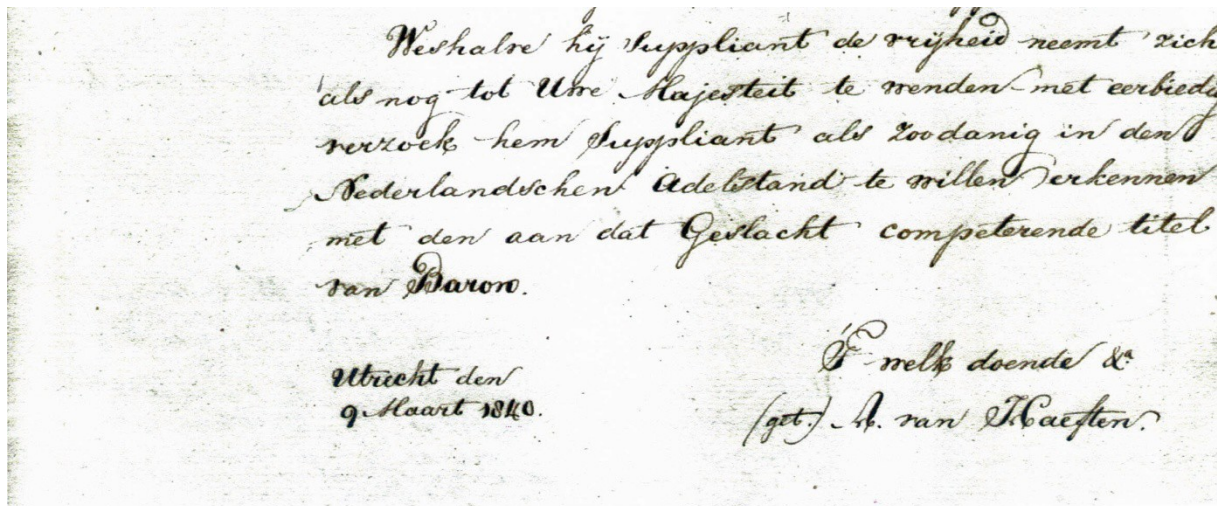 Weshalve hij Suppliant de vrijheid neemt zich
als nog tot Uwe Majesteit te wenden met eerbiedig
verzoek hem Suppliant als zoodanig in den
Nederlandschen Adelstand te willen erkennen
met den aan dat Geslacht competerende titel
van Baron.
'T welk doende &a
Utrecht den
9 Maart 1840.
(get.) A. van Haeften.